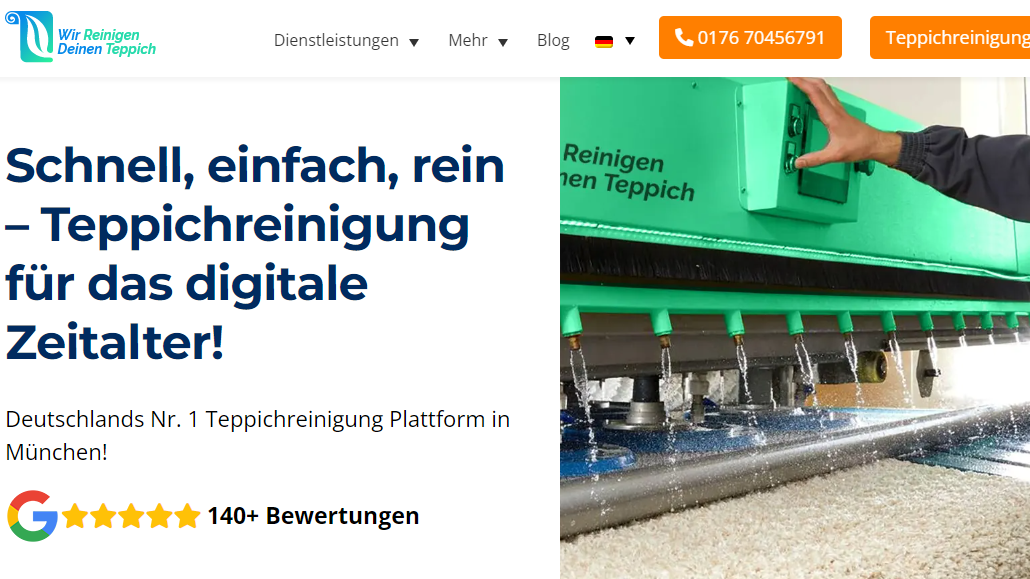 Wir Reinigen
Deinen Teppich
Dienstleistungen
Mehr
Blog
0176 70456791
Teppichreinigung
Schnell, einfach, rein
– Teppichreinigung
für das digitale
Zeitalter!
Reinigen
Teppich
Deutschlands Nr. 1 Teppichreinigung Plattform in
München!
140+ Bewertungen